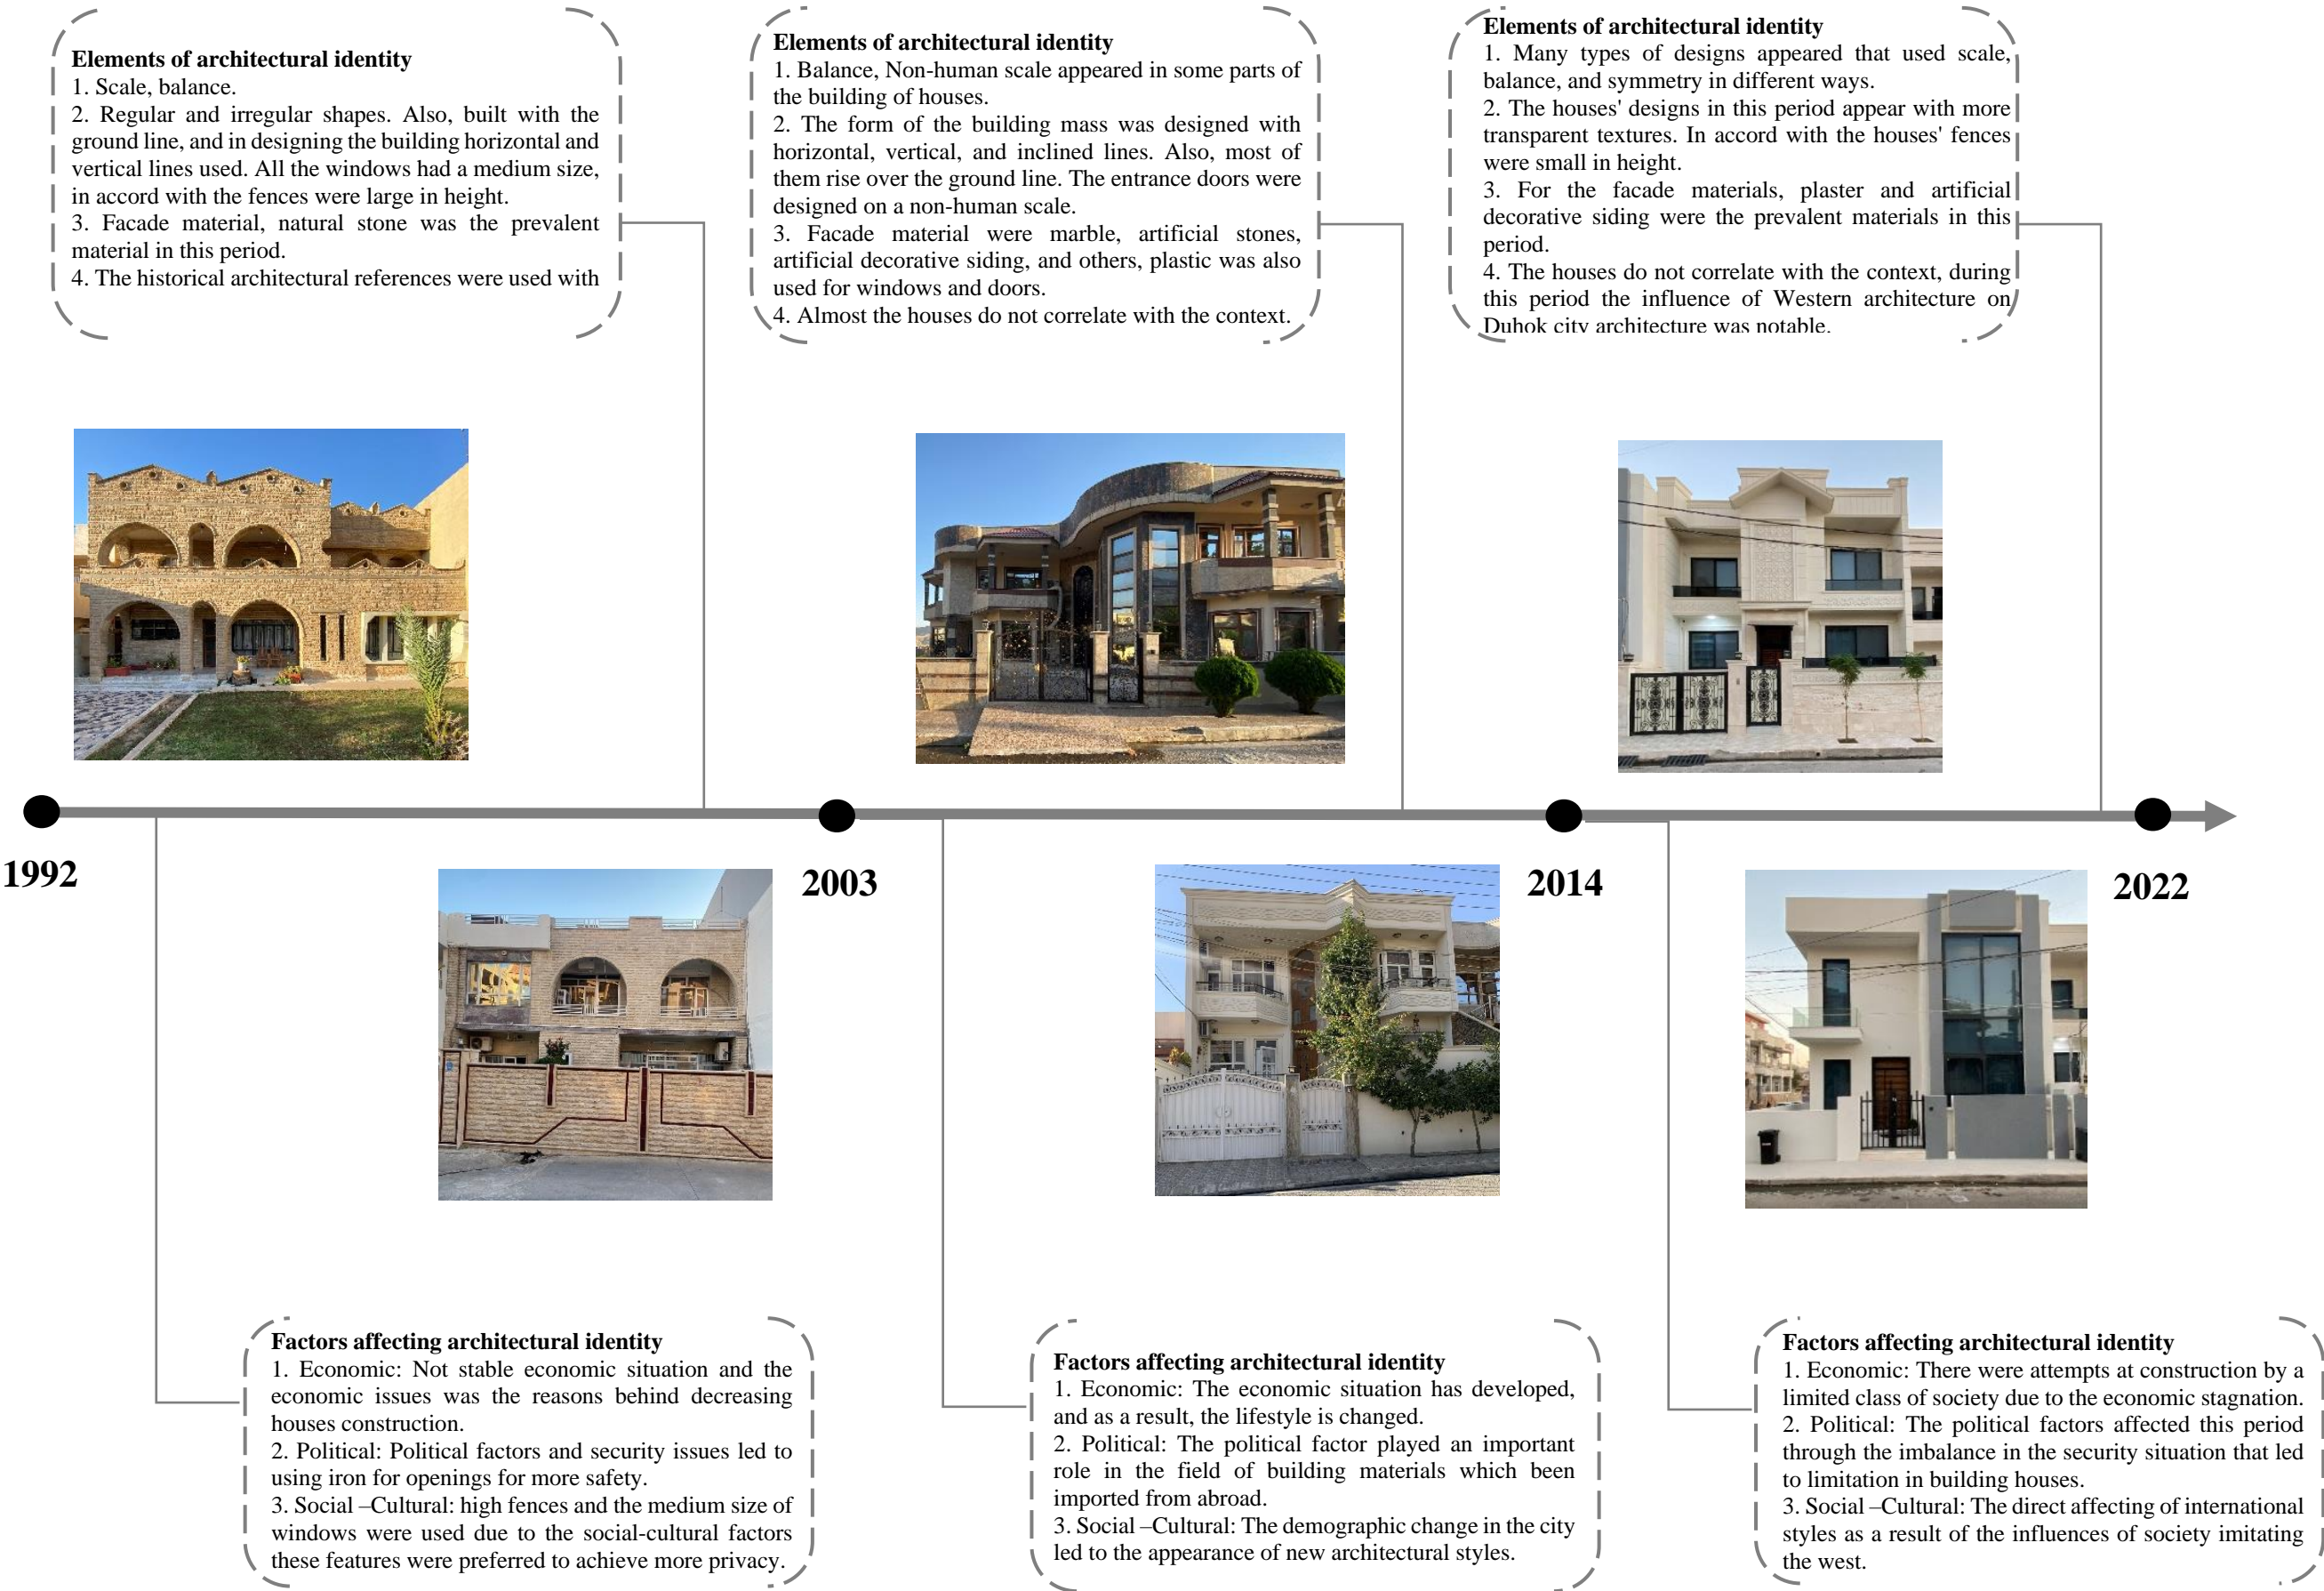 Elements of architectural identity
1. Scale, balance.
2. Regular and irregular shapes. Also, built with the
ground line, and in designing the building horizontal and
vertical lines used. All the windows had a medium size,
in accord with the fences were large in height.
3. Facade material, natural stone was the prevalent
material in this period.
4. The historical architectural references were used with
Elements of architectural identity
1. Balance, Non-human scale appeared in some parts of
the building of houses.
2. The form of the building mass was designed with
horizontal, vertical, and inclined lines. Also, most of
them rise over the ground line. The entrance doors were
designed on a non-human scale.
3. Facade material were marble, artificial stones,
artificial decorative siding, and others, plastic was also
used for windows and doors.
4. Almost the houses do not correlate with the context.
Elements of architectural identity
1. Many types of designs appeared that used scale,
balance, and symmetry in different ways.
2. The houses' designs in this period appear with more
transparent textures. In accord with the houses' fences
were small in height.
3. For the facade materials, plaster and artificial
decorative siding were the prevalent materials in this
period.
4. The houses do not correlate with the context, during
this period the influence of Western architecture on
Duhok city architecture was notable.
1992
2003
2014
2022
Factors affecting architectural identity
1. Economic: Not stable economic situation and the
economic issues was the reasons behind decreasing
houses construction.
2. Political: Political factors and security issues led to
using iron for openings for more safety.
3. Social –Cultural: high fences and the medium size of
windows were used due to the social-cultural factors
these features were preferred to achieve more privacy.
Factors affecting architectural identity
1. Economic: The economic situation has developed,
and as a result, the lifestyle is changed.
2. Political: The political factor played an important
role in the field of building materials which been
imported from abroad.
3. Social –Cultural: The demographic change in the city
led to the appearance of new architectural styles.
Factors affecting architectural identity
1. Economic: There were attempts at construction by a
limited class of society due to the economic stagnation.
2. Political: The political factors affected this period
through the imbalance in the security situation that led
to limitation in building houses.
3. Social –Cultural: The direct affecting of international
styles as a result of the influences of society imitating
the west.